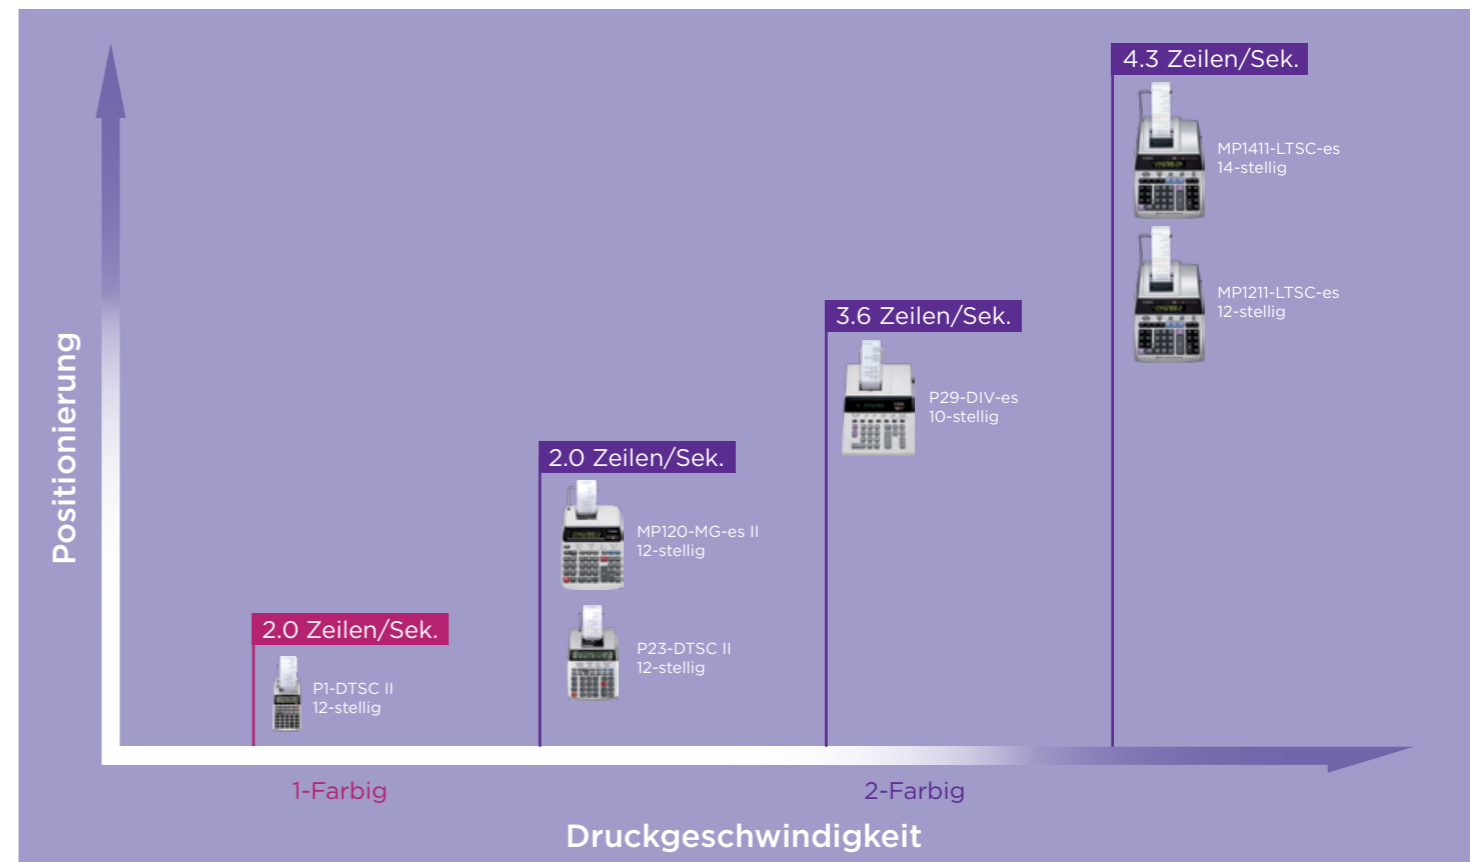 4.3 Zeilen/Sek.
MP1411-LTSC-es
14-stellig
MP1211-LTSC-es
12-stellig
3.6 Zeilen/Sek.
P29-DIV-es
10-stellig
2.0 Zeilen/Sek.
MP120-MG-es II
12-stellig
P23-DTSC II
12-stellig
2.0 Zeilen/Sek.
P1-DTSC II
12-stellig
Positionierung
1-Farbig
2-Farbig
Druckgeschwindigkeit